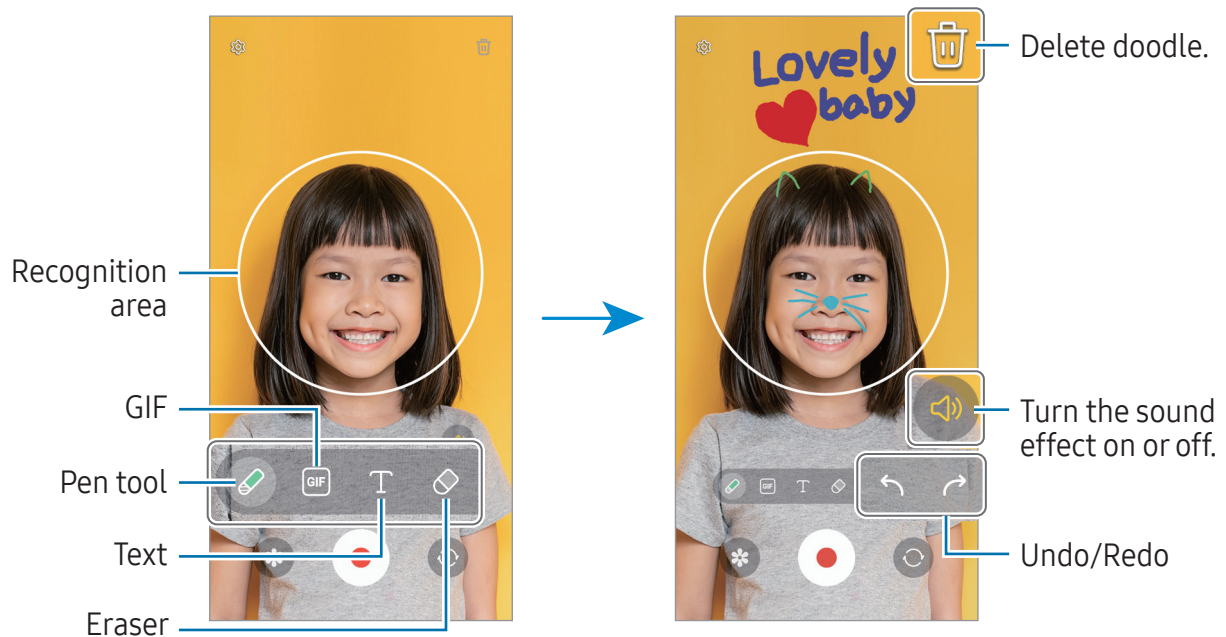 Recognition
area
GIF
Pen tool
Text
Eraser
GIF
T
Lovely
baby
GIF
T
Delete doodle.
Turn the sound
effect on or off.
Undo/Redo